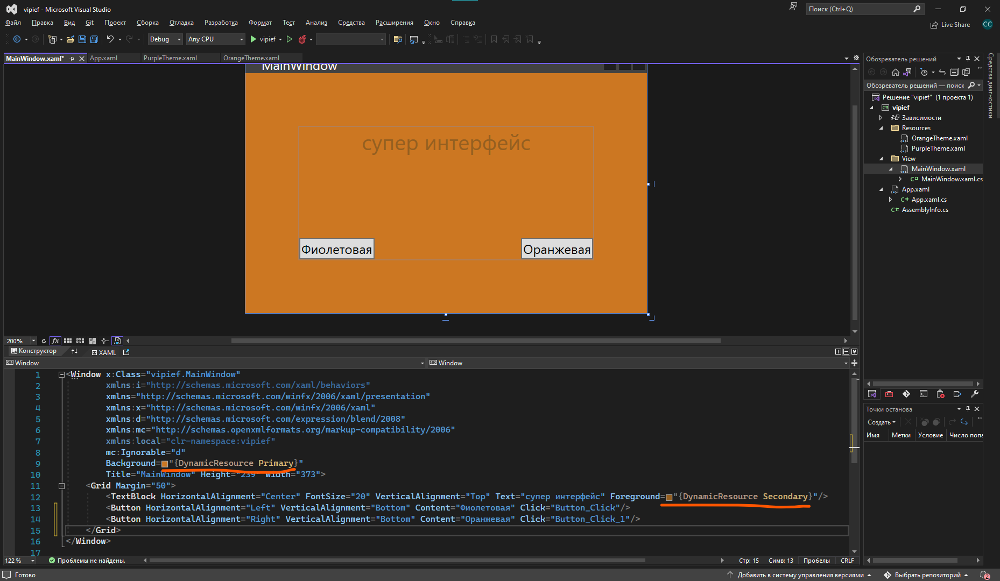 vipief - Microsoft Visual Studio
Поиск (Ctrl+Q)
Файл Правка Вид Git Проект Сборка Отладка Разработка Формат Тест Анализ Средства Расширения Окно Справка
Live Share CC
Debug Any CPU vipief
MainWindow.xaml* App.xaml PurpleTheme.xaml OrangeTheme.xaml
MainWindow
супер интерфейс
Фиолетовая Оранжевая
200%
Конструктор XAML
Window Window
1 <Window x:Class="vipief.MainWindow"
2 xmlns:i="http://schemas.microsoft.com/xaml/behaviors"
3 xmlns="http://schemas.microsoft.com/winfx/2006/xaml/presentation"
4 xmlns:x="http://schemas.microsoft.com/winfx/2006/xaml"
5 xmlns:d="http://schemas.microsoft.com/expression/blend/2008"
6 xmlns:mc="http://schemas.openxmlformats.org/markup-compatibility/2006"
7 xmlns:local="clr-namespace:vipief"
8 mc:Ignorable="d"
9 Background="{DynamicResource Primary}"
10 Title="MainWindow" Height="239" Width="373">
11 <Grid Margin="50">
12 <TextBlock HorizontalAlignment="Center" FontSize="20" VerticalAlignment="Top" Text="супер интерфейс" Foreground="{DynamicResource Secondary}"/>
13 <Button HorizontalAlignment="Left" VerticalAlignment="Bottom" Content="Фиолетовая" Click="Button_Click"/>
14 <Button HorizontalAlignment="Right" VerticalAlignment="Bottom" Content="Оранжевая" Click="Button_Click_1"/>
15 </Grid>
16 </Window>
17
122 % Проблемы не найдены. Стр: 15 Симв: 13 Пробелы CRLF
Обозреватель решений
Обозреватель решений — поиск
Решение "vipief" (1 проекта 1)
vipief
Зависимости
Resources
OrangeTheme.xaml
PurpleTheme.xaml
View
MainWindow.xaml
MainWindow.xaml.cs
App.xaml
App.xaml.cs
AssemblyInfo.cs
Точки останова
Создать
Имя Метки Условие Число попа
Средства диагностики
Готово Добавить в систему управления версиями Выбрать репозиторий 2